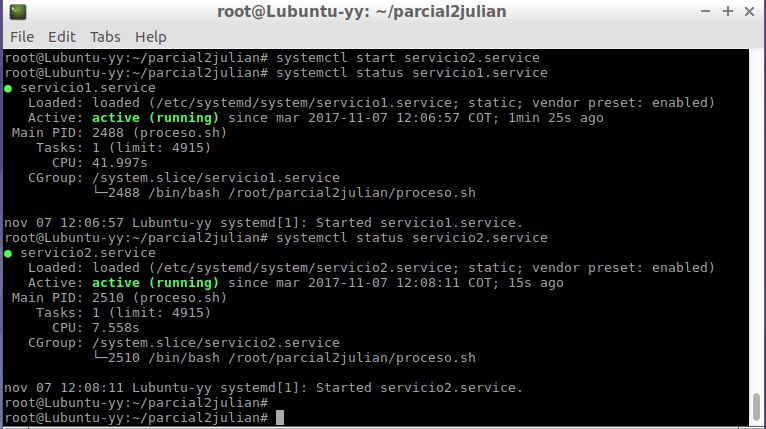 root@Lubuntu-yy: ~/parcial2julian
File Edit Tabs Help
root@Lubuntu-yy:~/parcial2julian# systemctl start servicio2.service
root@Lubuntu-yy:~/parcial2julian# systemctl status servicio1.service
● servicio1.service
   Loaded: loaded (/etc/systemd/system/servicio1.service; static; vendor preset: enabled)
   Active: active (running) since mar 2017-11-07 12:06:57 COT; 1min 25s ago
 Main PID: 2488 (proceso.sh)
    Tasks: 1 (limit: 4915)
      CPU: 41.997s
   CGroup: /system.slice/servicio1.service
           └─2488 /bin/bash /root/parcial2julian/proceso.sh
nov 07 12:06:57 Lubuntu-yy systemd[1]: Started servicio1.service.
root@Lubuntu-yy:~/parcial2julian# systemctl status servicio2.service
● servicio2.service
   Loaded: loaded (/etc/systemd/system/servicio2.service; static; vendor preset: enabled)
   Active: active (running) since mar 2017-11-07 12:08:11 COT; 15s ago
 Main PID: 2510 (proceso.sh)
    Tasks: 1 (limit: 4915)
      CPU: 7.558s
   CGroup: /system.slice/servicio2.service
           └─2510 /bin/bash /root/parcial2julian/proceso.sh
nov 07 12:08:11 Lubuntu-yy systemd[1]: Started servicio2.service.
root@Lubuntu-yy:~/parcial2julian#
root@Lubuntu-yy:~/parcial2julian#